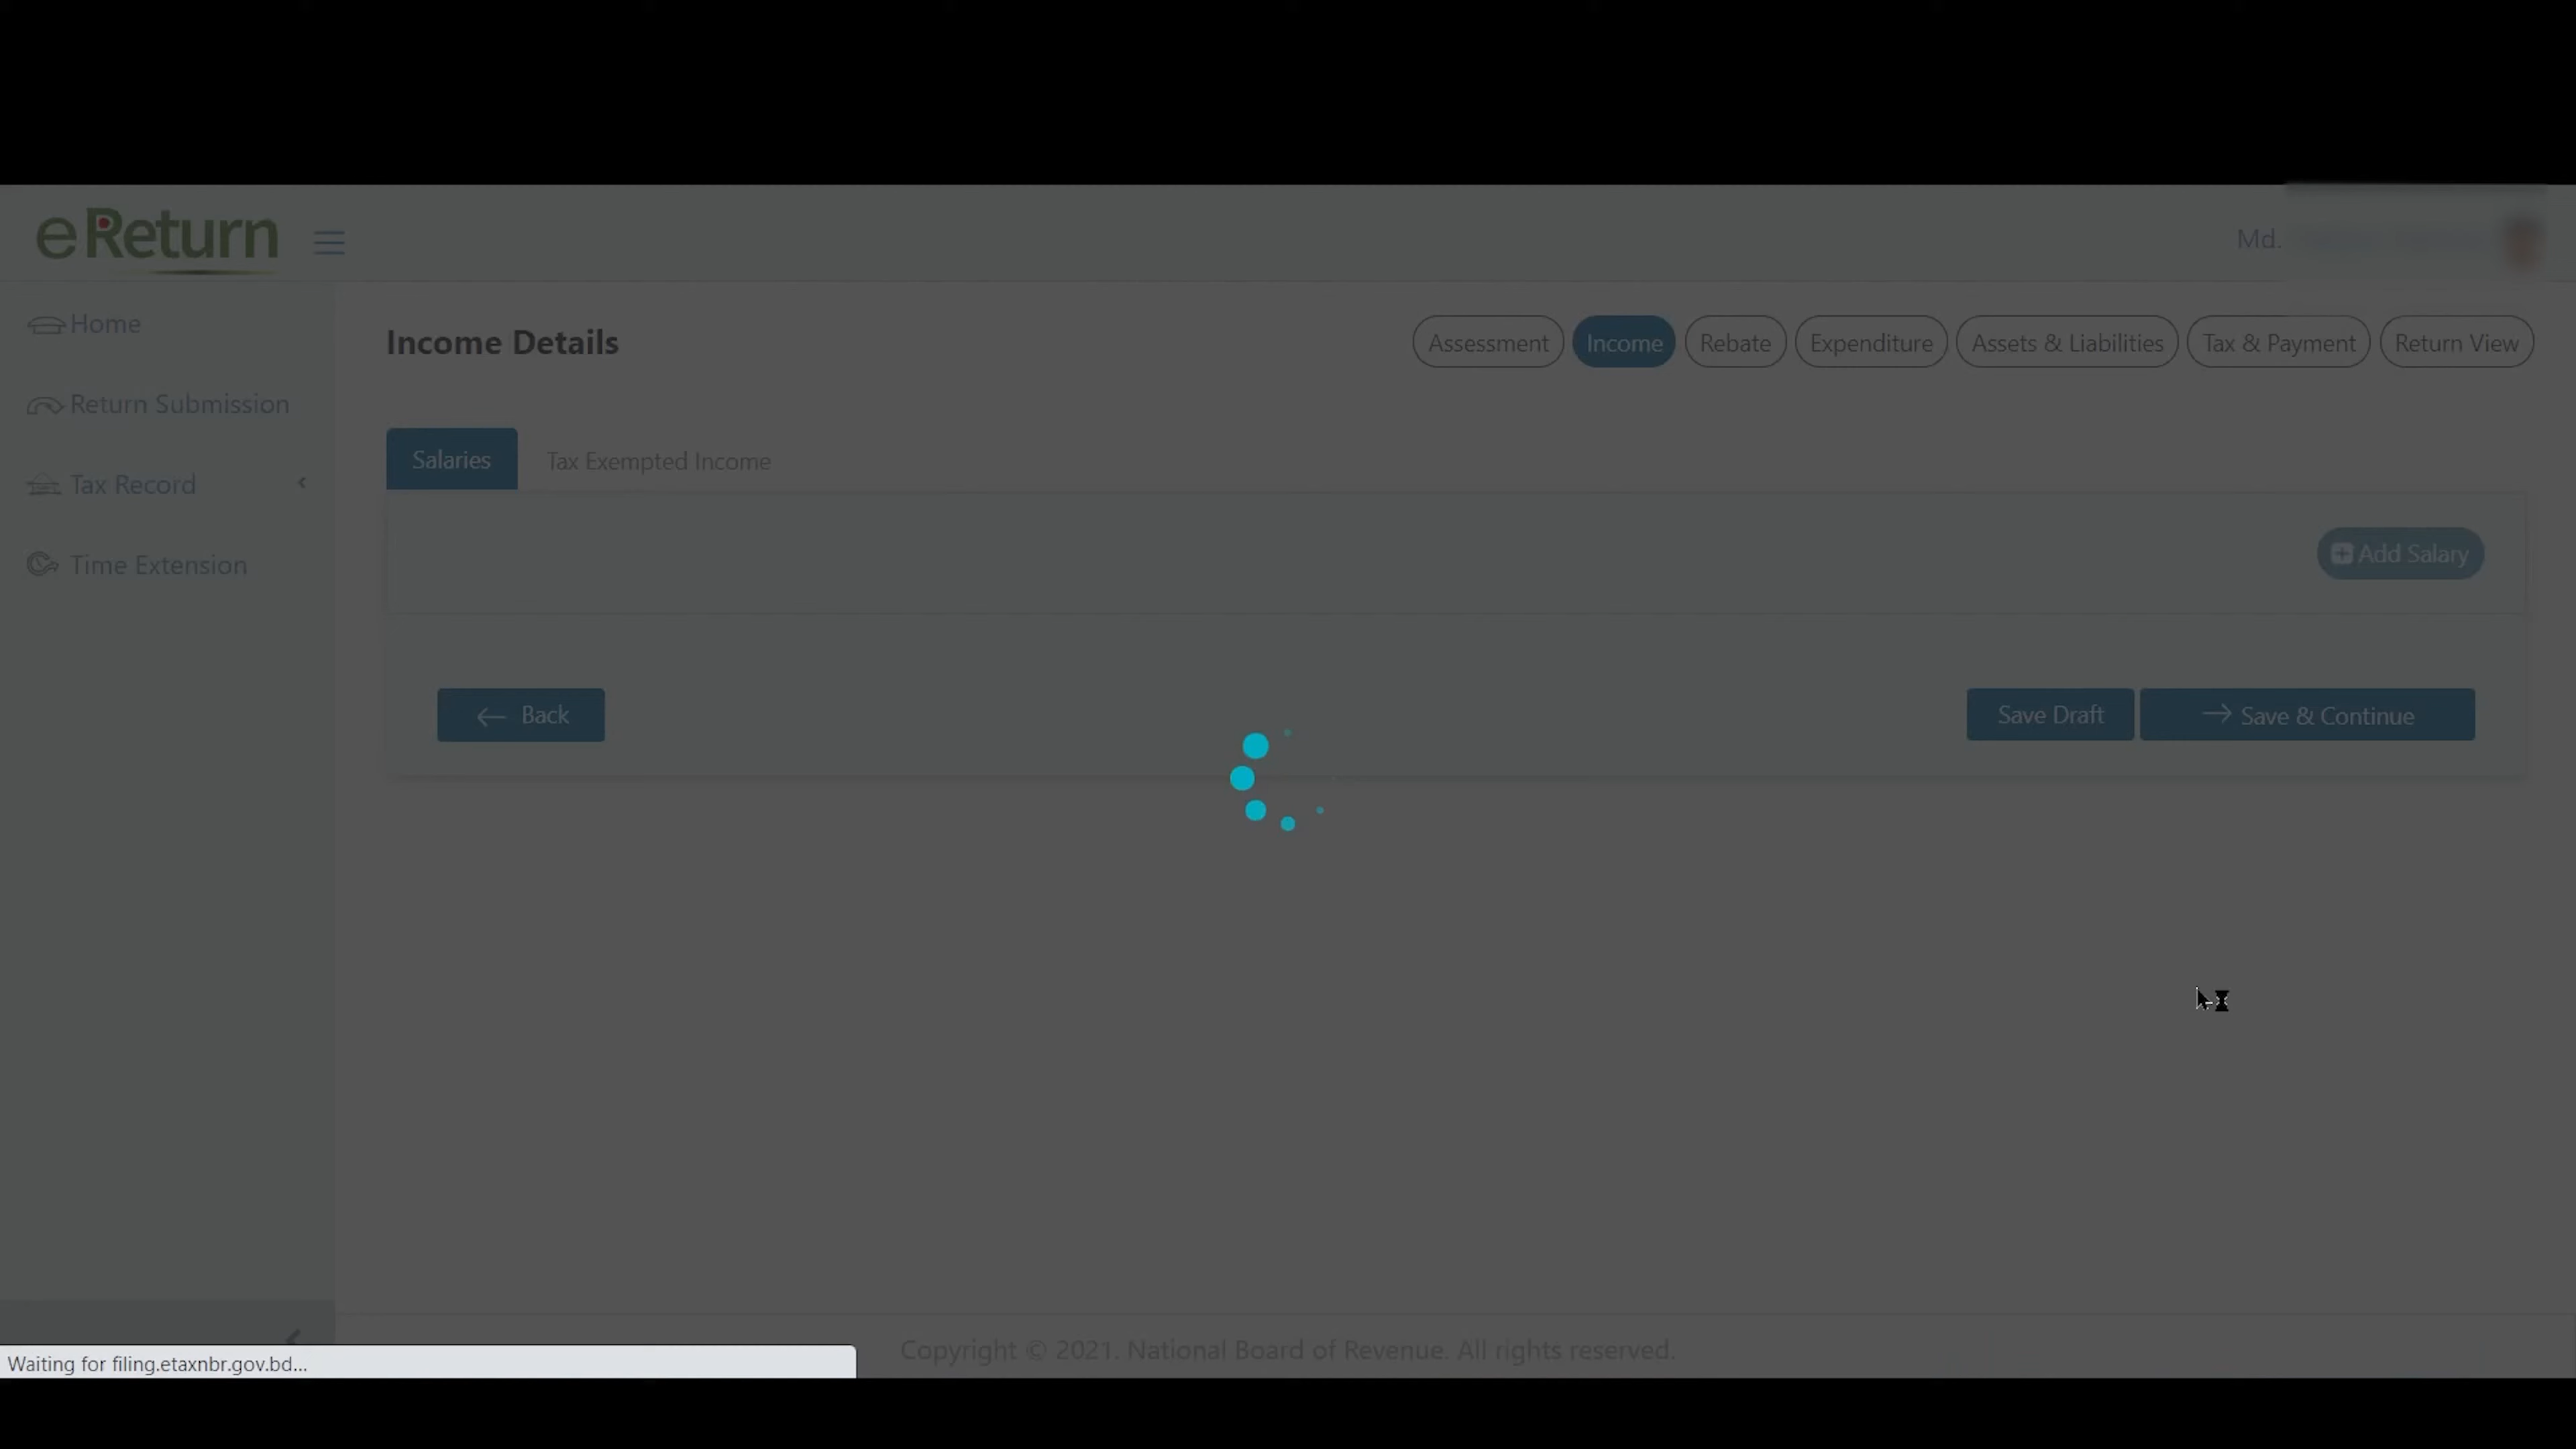 eReturn
Md.
Home
Return Submission
Tax Record
Time Extension
Income Details
Assessment
Income
Rebate
Expenditure
Assets & Liabilities
Tax & Payment
Return View
Salaries
Tax Exempted Income
Add Salary
Back
Save Draft
Save & Continue
Copyright © 2021. National Board of Revenue. All rights reserved.
Waiting for filing.etaxnbr.gov.bd...